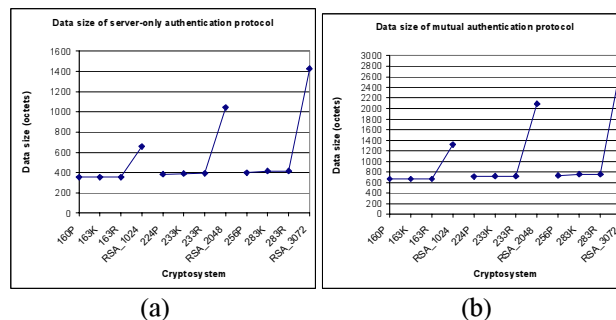 Data size of server-only authentication protocol
1600
1400
1200
1000
800
600
400
200
0
Data size (octets)
160P
163K
163R
RSA_1024
224P
233K
233R
RSA_2048
256P
283K
283R
RSA_3072
Cryptosystem
(a)
Data size of mutual authentication protocol
3000
2800
2600
2400
2200
2000
1800
1600
1400
1200
1000
800
600
400
200
0
Data size (octets)
160P
163K
163R
RSA_1024
224P
233K
233R
RSA_2048
256P
283K
283R
RSA_3072
Cryptosystem
(b)